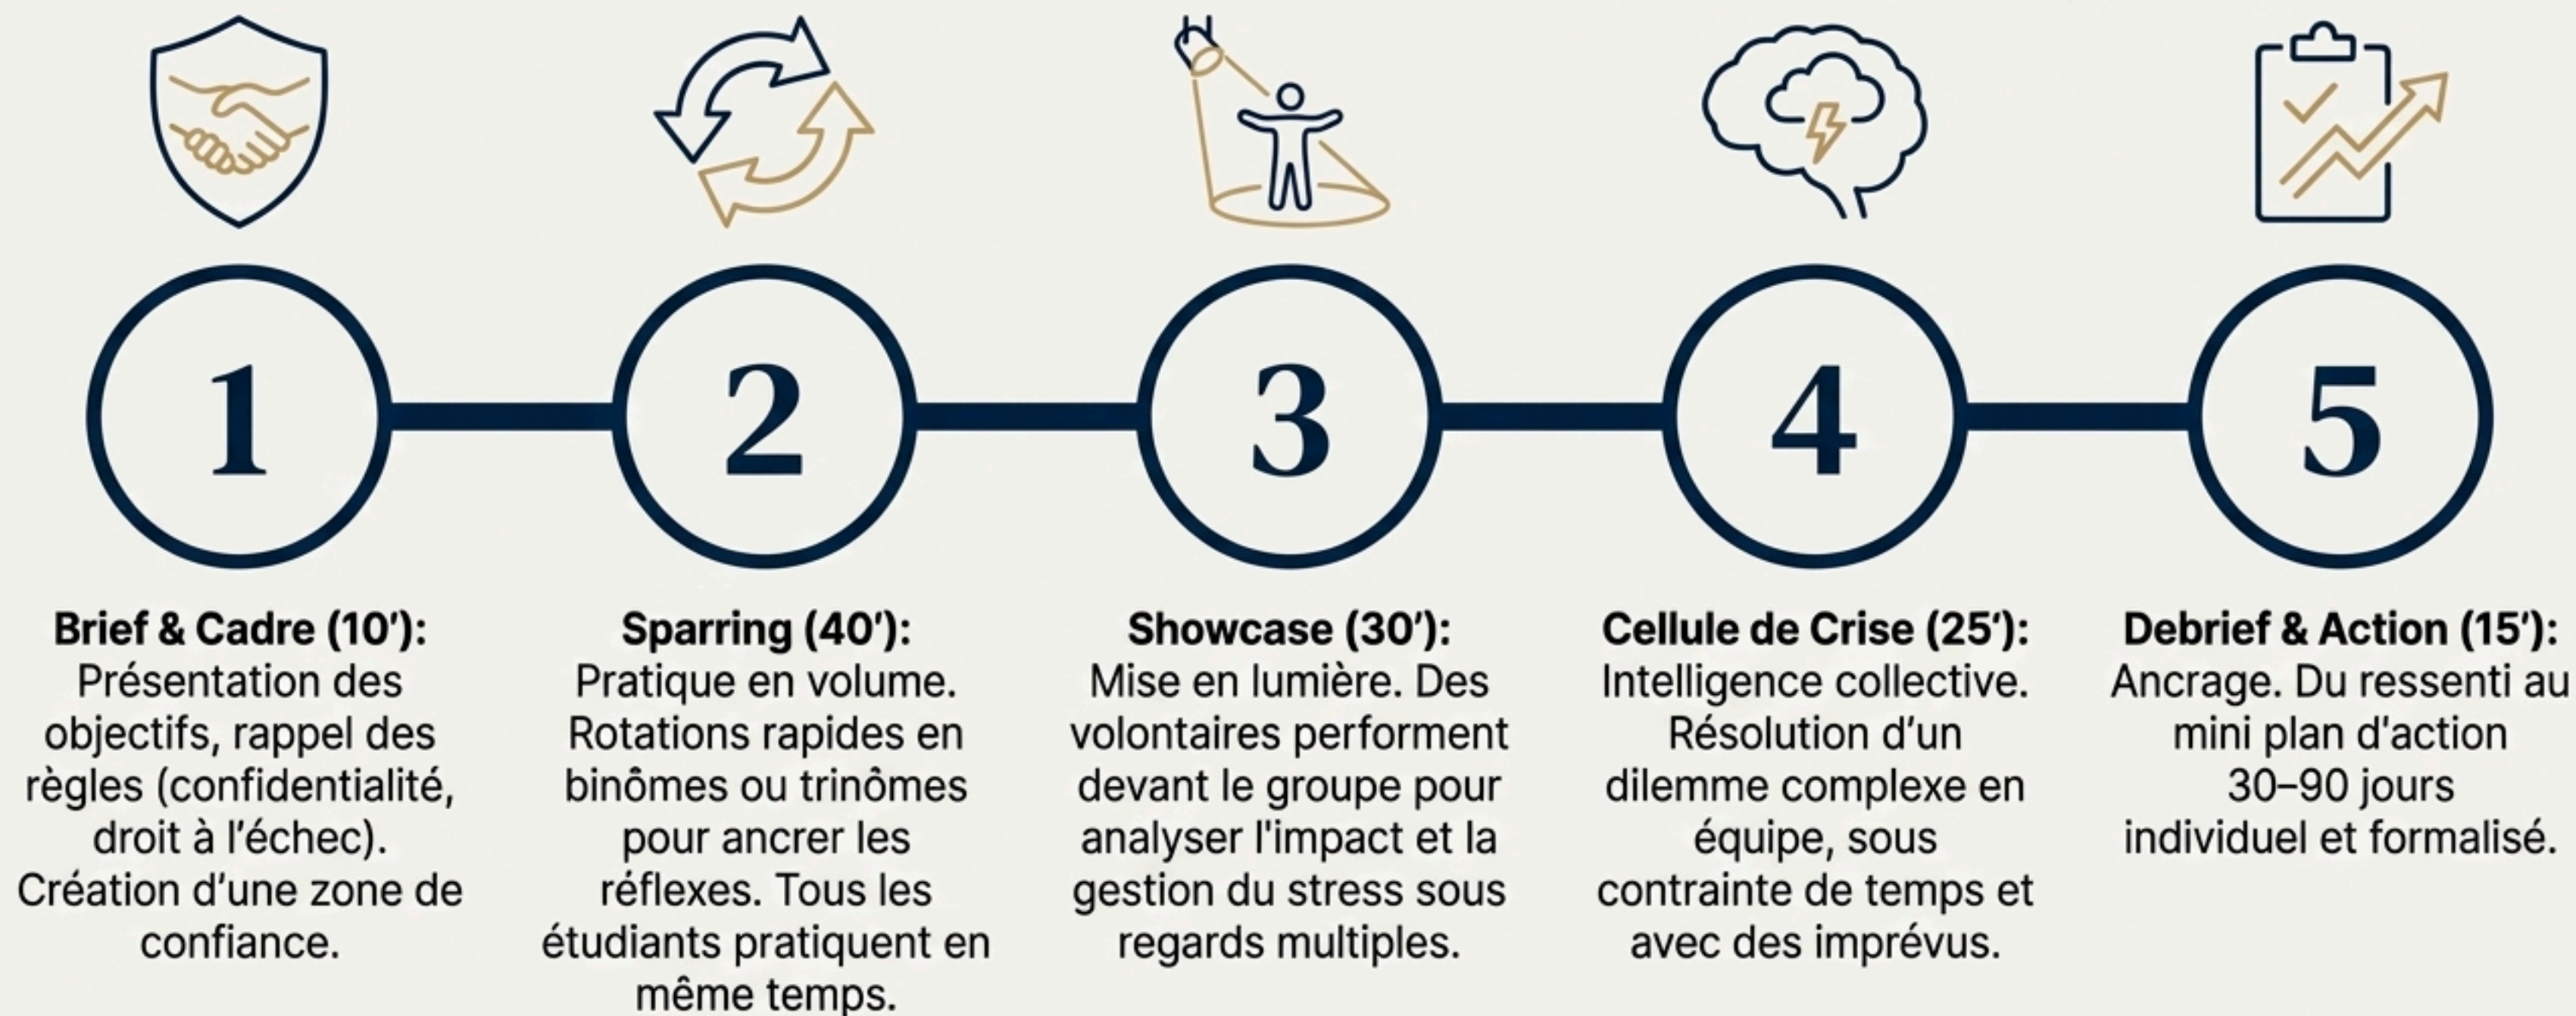 1
2
3
4
5
Brief & Cadre (10'):
Présentation des
objectifs, rappel des
règles (confidentialité,
droit à l'échec).
Création d'une zone de
confiance.
Sparring (40'):
Pratique en volume.
Rotations rapides en
binômes ou trinômes
pour ancrer les
réflexes. Tous les
étudiants pratiquent en
même temps.
Showcase (30'):
Mise en lumière. Des
volontaires performent
devant le groupe pour
analyser l'impact et la
gestion du stress sous
regards multiples.
Cellule de Crise (25'):
Intelligence collective.
Résolution d'un
dilemme complexe en
équipe, sous
contrainte de temps et
avec des imprévus.
Debrief & Action (15'):
Ancrage. Du ressenti au
mini plan d'action
30–90 jours
individuel et formalisé.